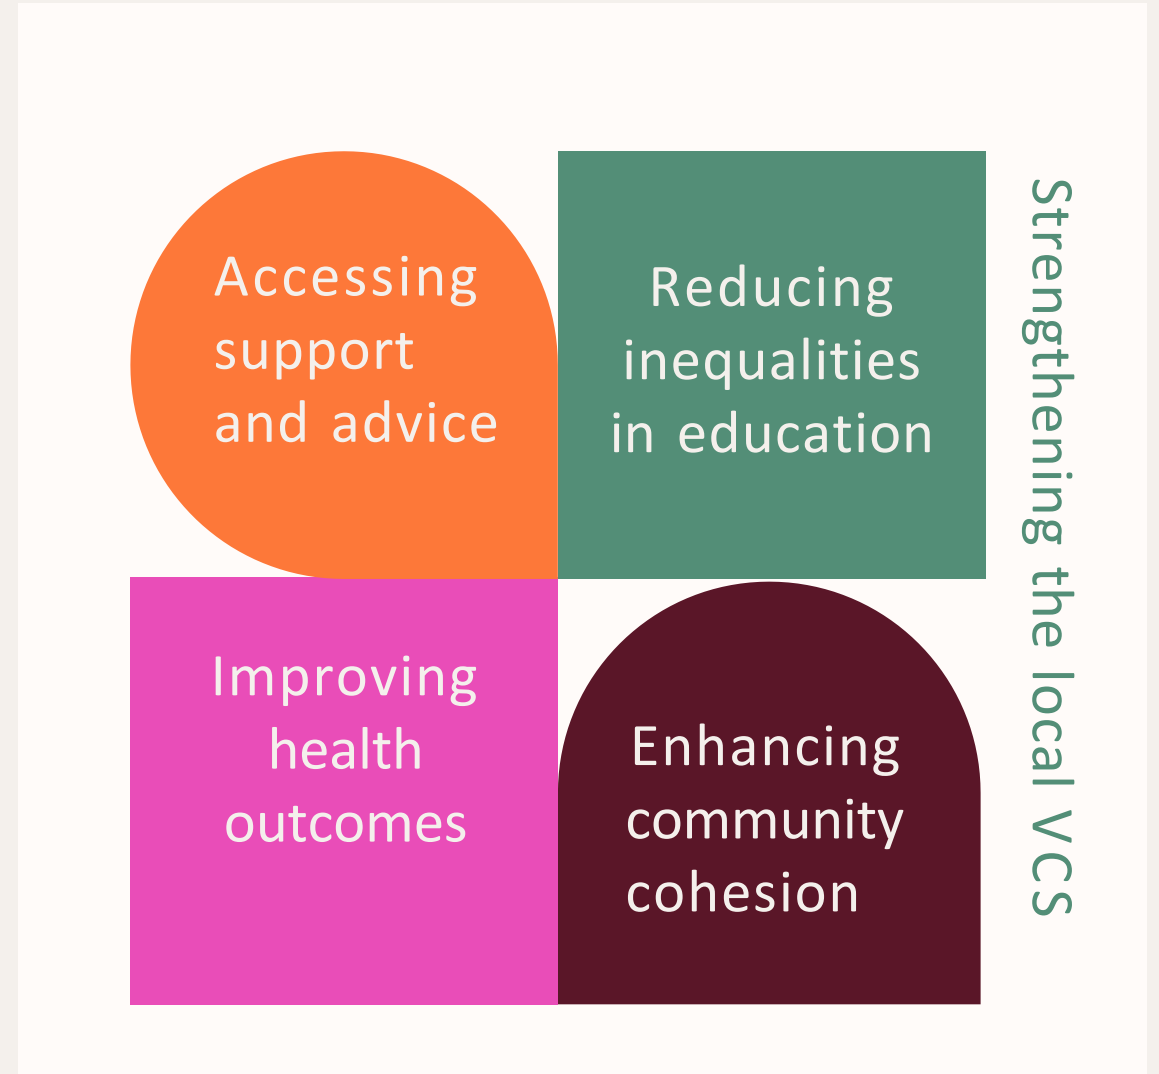 Accessing
support
and advice
Reducing
inequalities
in education
Improving
health
outcomes
Enhancing
community
cohesion
Strengthening the local VCS